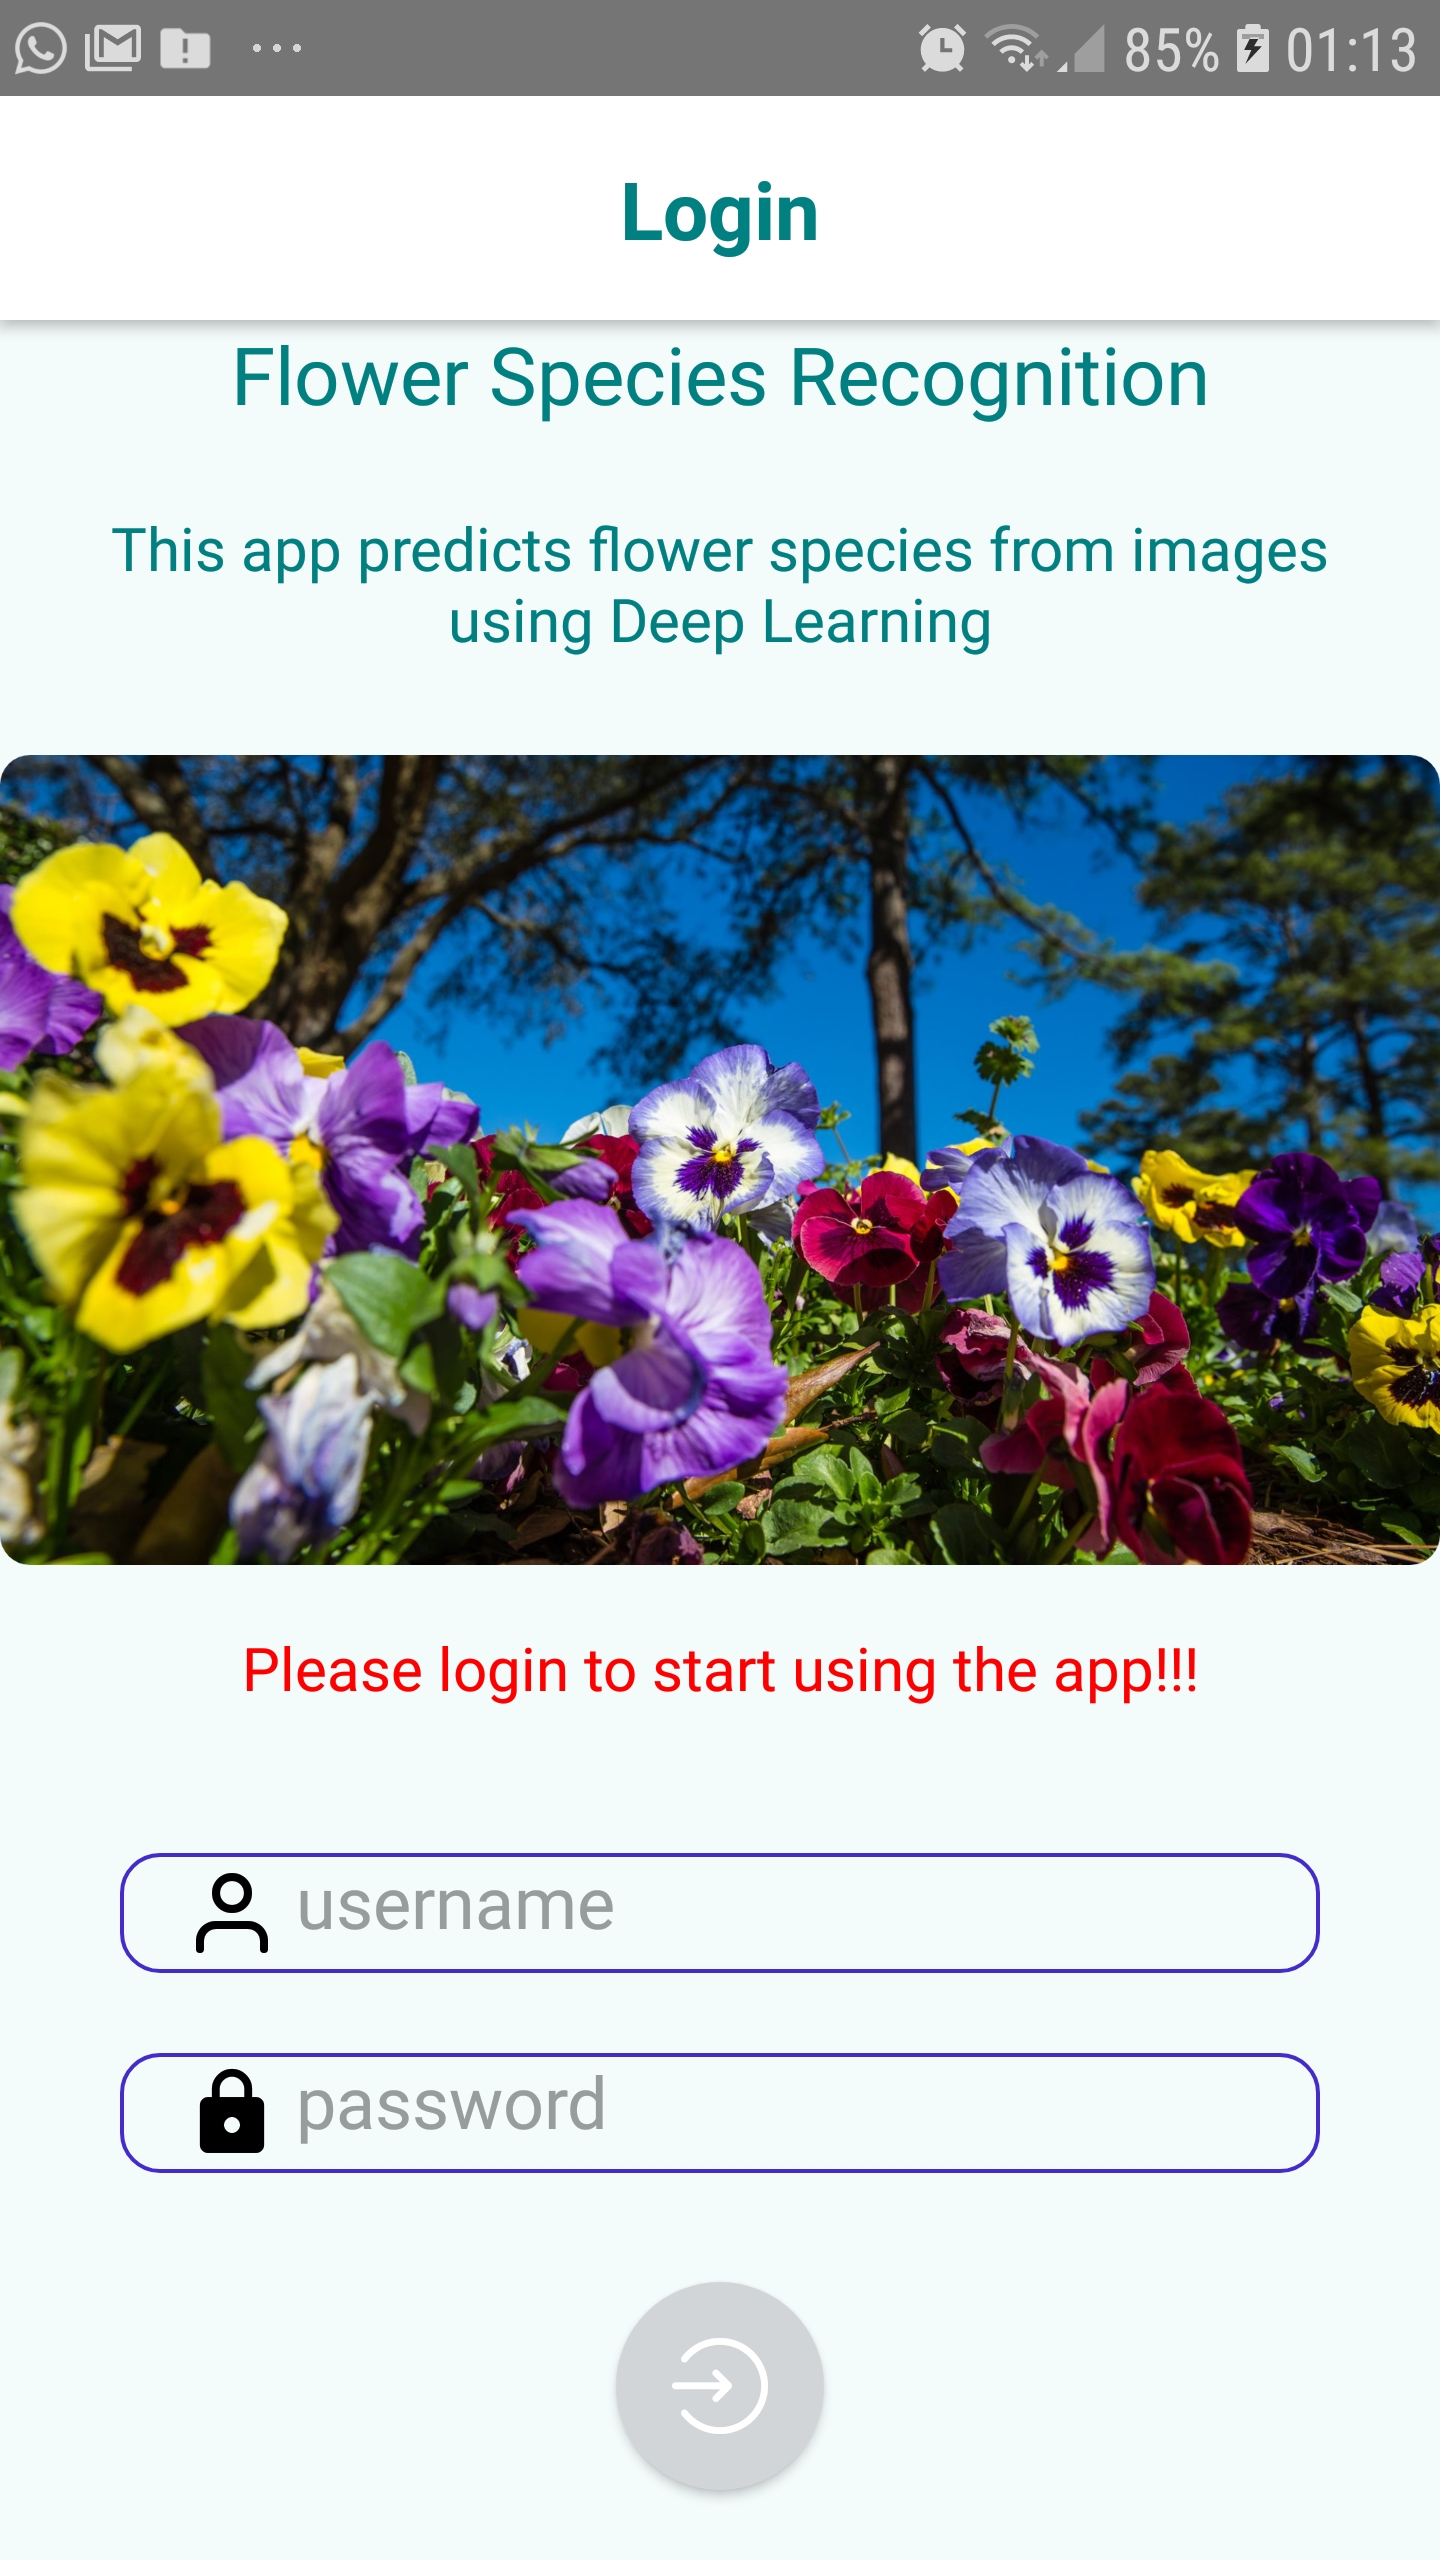 85% 01:13
Login
Flower Species Recognition
This app predicts flower species from images
using Deep Learning
Please login to start using the app!!!
username
password